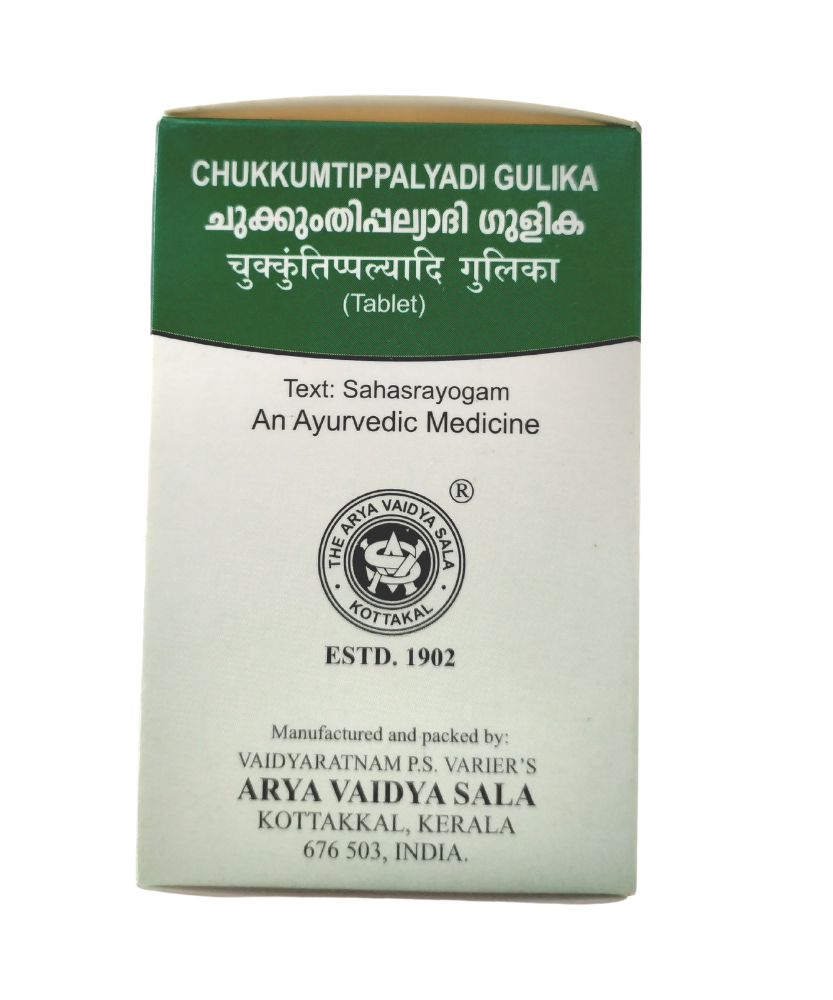 CHUKKUMTIPPALYADI GULIKA
ചുക്കുംതിപ്പല്യാദി ഗുളിക
चुक्कुंतिप्पल्यादि गुलिका
(Tablet)
Text: Sahasrayogam
An Ayurvedic Medicine
®
THE ARYA VAIDYA SALA
• KOTTAKAL •
ESTD. 1902
Manufactured and packed by:
VAIDYARATNAM P.S. VARIER'S
ARYA VAIDYA SALA
KOTTAKKAL, KERALA
676 503, INDIA.